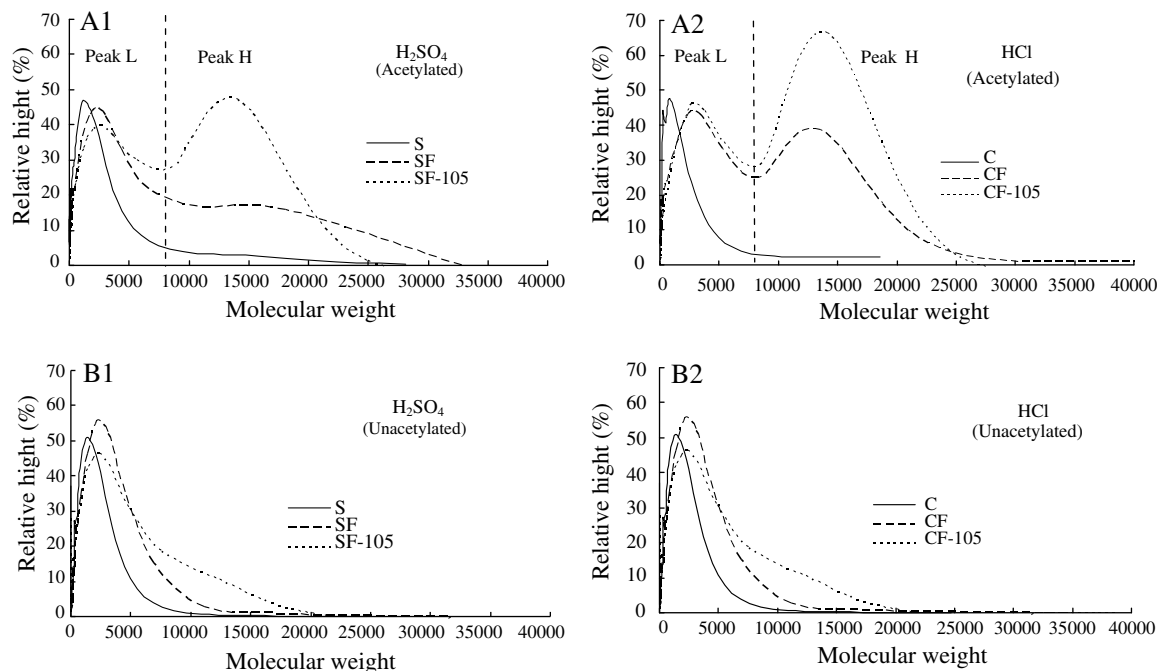 A1
Relative hight (%)
70
60
50
40
30
20
10
0
Peak L
Peak H
H₂SO₄
(Acetylated)
S
SF
SF-105
0 5000 10000 15000 20000 25000 30000 35000 40000
Molecular weight
A2
Relative hight (%)
70
60
50
40
30
20
10
0
Peak L
Peak H
HCl
(Acetylated)
C
CF
CF-105
0 5000 10000 15000 20000 25000 30000 35000 40000
Molecular weight
B1
Relative hight (%)
70
60
50
40
30
20
10
0
H₂SO₄
(Unacetylated)
S
SF
SF-105
0 5000 10000 15000 20000 25000 30000 35000 40000
Molecular weight
B2
Relative hight (%)
70
60
50
40
30
20
10
0
HCl
(Unacetylated)
C
CF
CF-105
0 5000 10000 15000 20000 25000 30000 35000 40000
Molecular weight